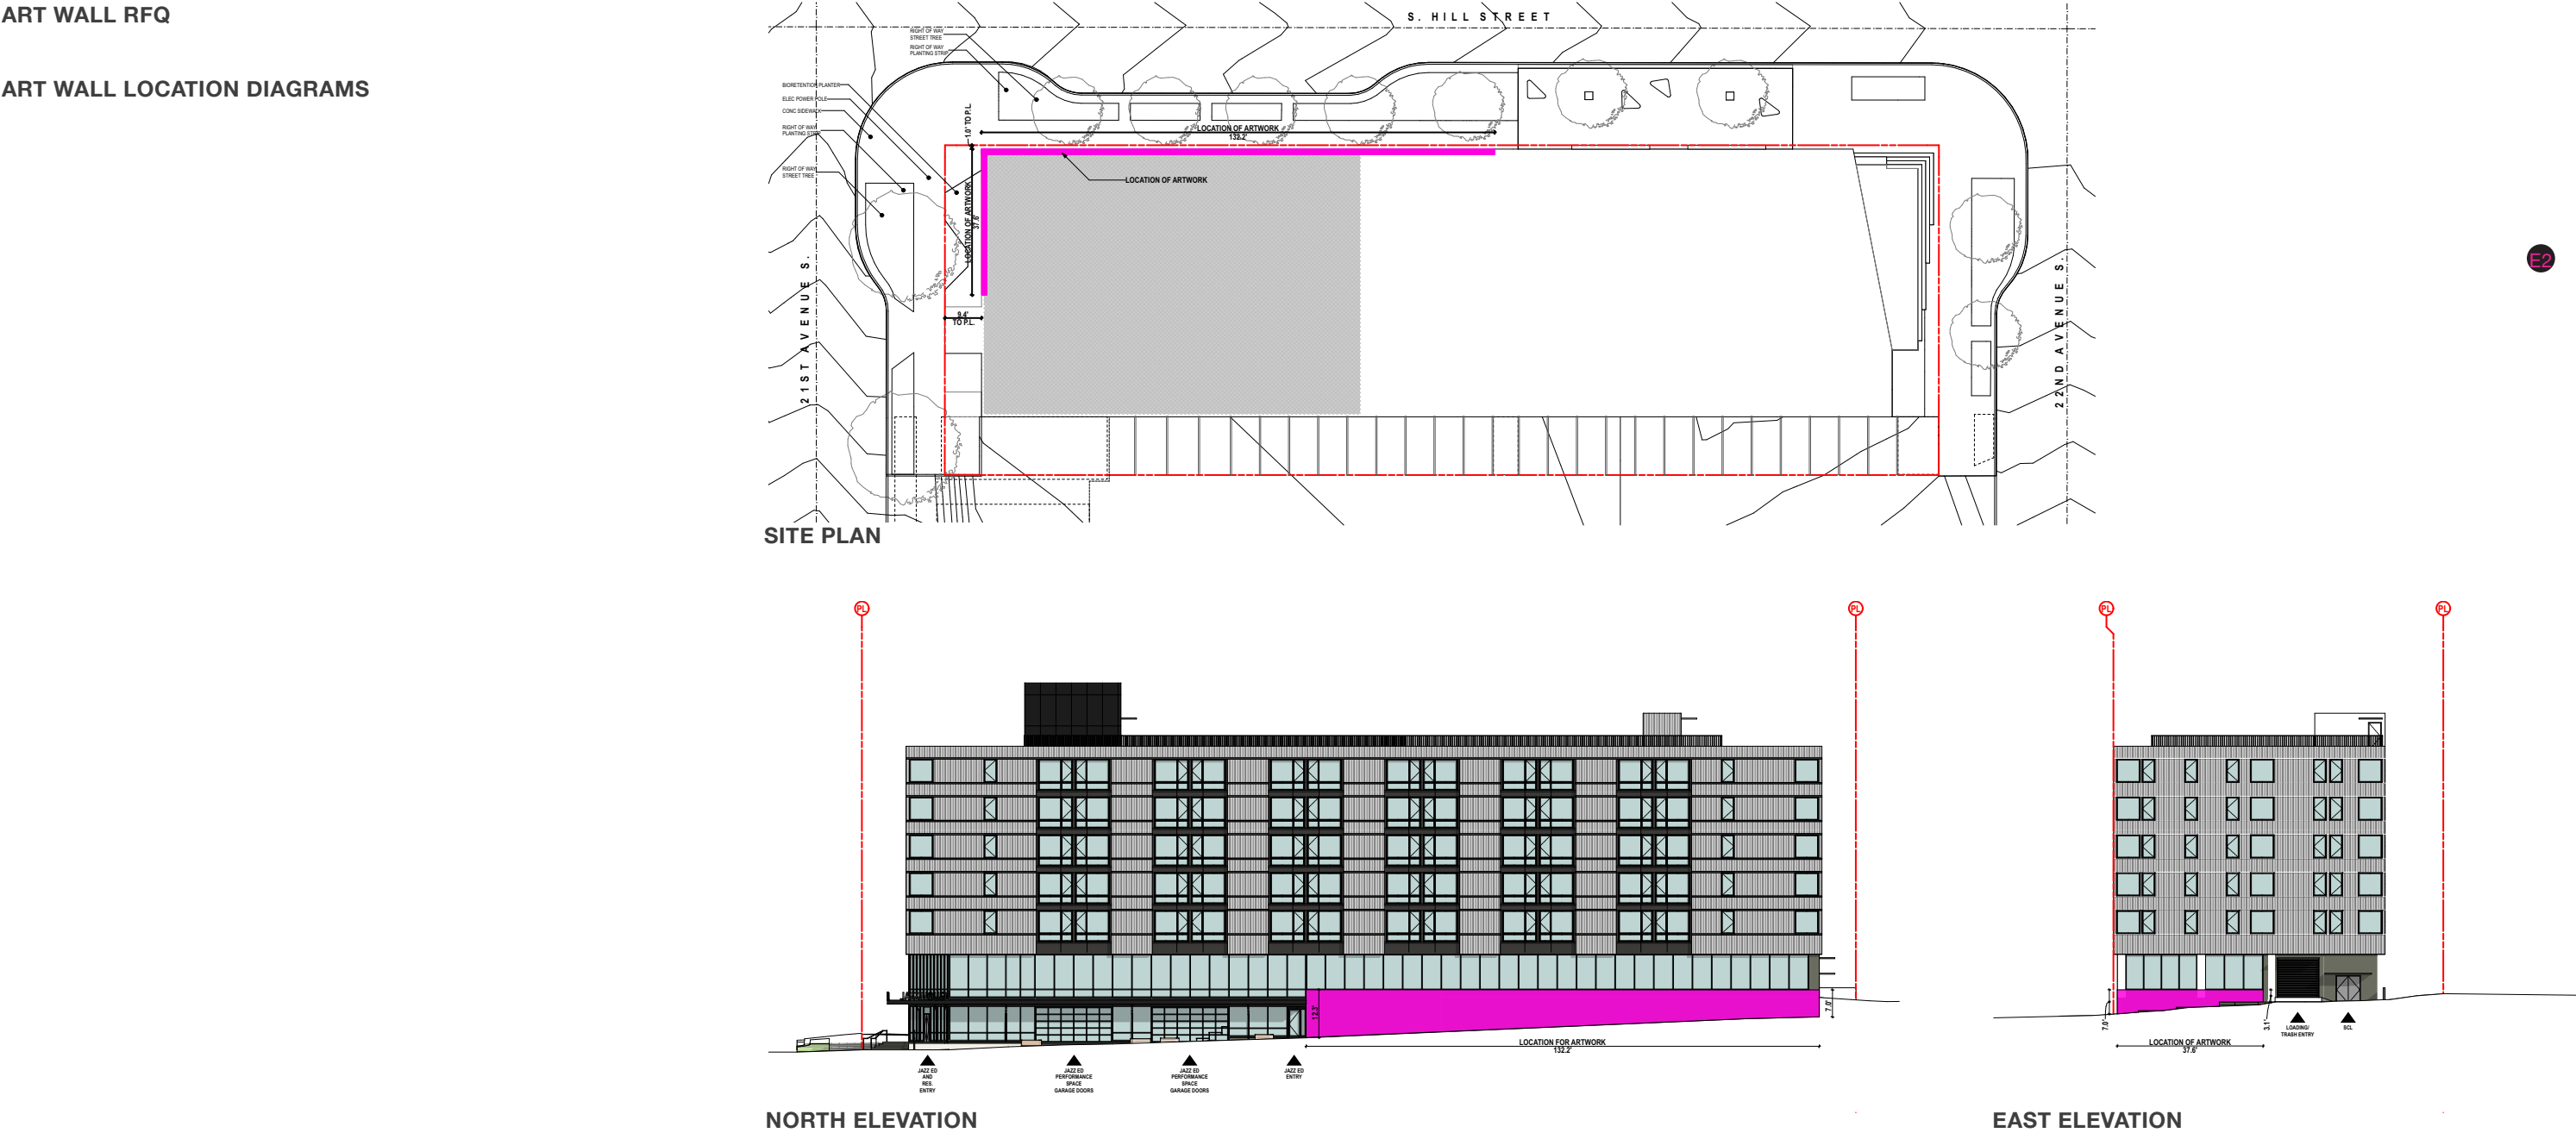 ART WALL RFQ
ART WALL LOCATION DIAGRAMS
S. HILL STREET
RIGHT OF WAY
STREET TREE
RIGHT OF WAY
PLANTING STRIP
BIORETENTION PLANTER
ELEC POWER POLE
CONC SIDEWALK
RIGHT OF WAY
PLANTING STRIP
RIGHT OF WAY
STREET TREE
1.0' TO P.L.
LOCATION OF ARTWORK
132.2'
LOCATION OF ARTWORK
LOCATION OF ARTWORK
37.6'
9.4'
TO P.L.
21ST AVENUE S.
22ND AVENUE S.
E2
SITE PLAN
PL
PL
PL
PL
12.3'
7.0'
LOCATION FOR ARTWORK
132.2'
JAZZ ED
AND
RES.
ENTRY
JAZZ ED
PERFORMANCE
SPACE
GARAGE DOORS
JAZZ ED
PERFORMANCE
SPACE
GARAGE DOORS
JAZZ ED
ENTRY
7.0'
3.1'
LOADING/
TRASH ENTRY
SCL
LOCATION OF ARTWORK
37.6'
NORTH ELEVATION
EAST ELEVATION